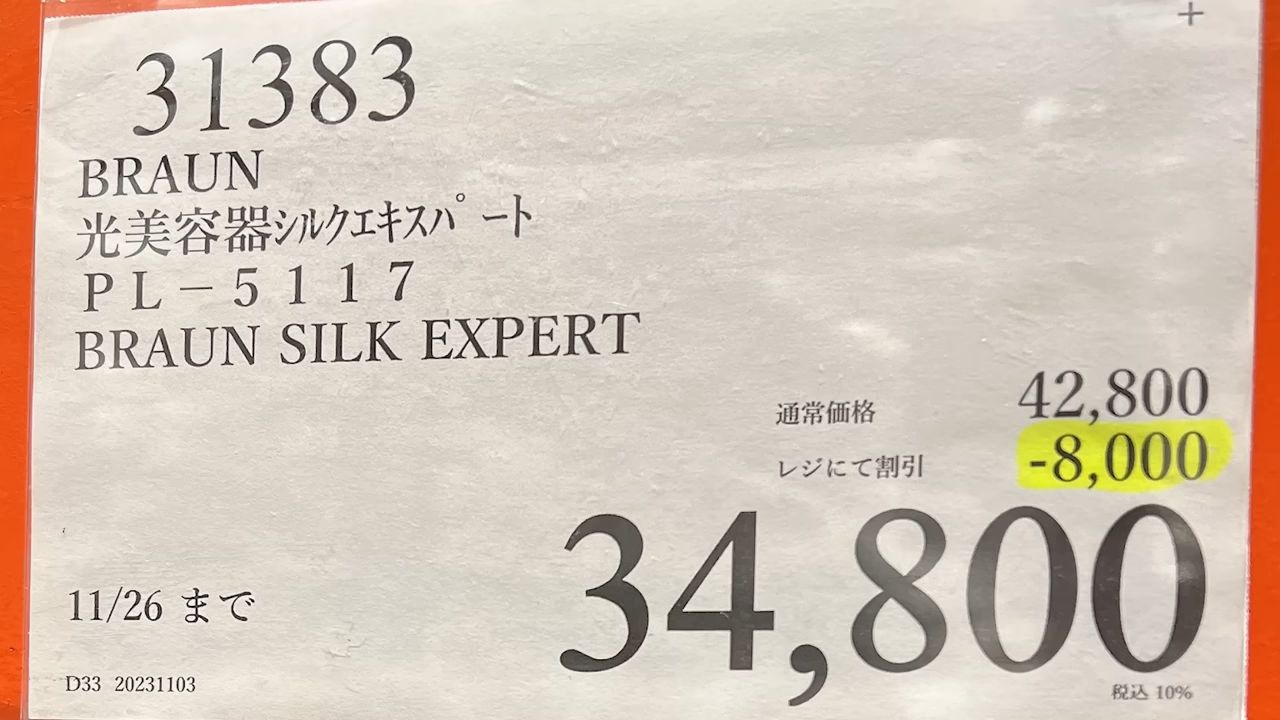 +
31383
BRAUN
光美容器ｼﾙｸｴｷｽﾊﾟｰﾄ
ＰＬ－５１１７
BRAUN SILK EXPERT
通常価格 42,800
レジにて割引 -8,000
34,800
11/26 まで
D33 20231103
税込 10%